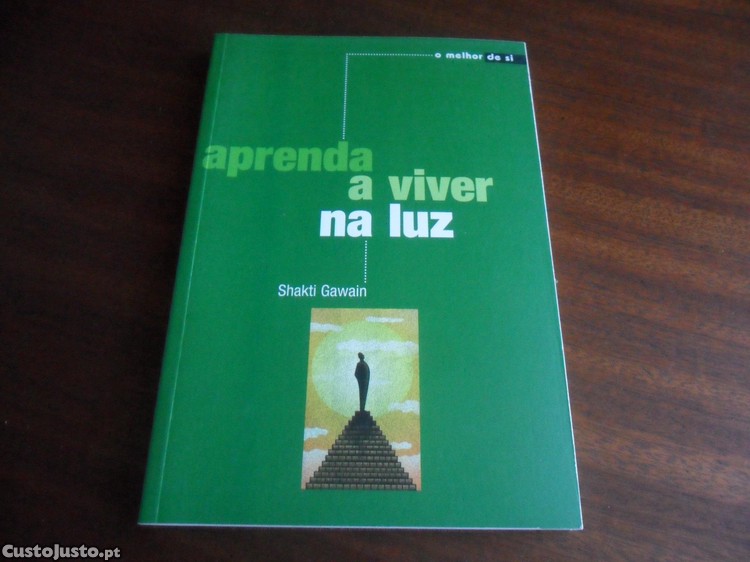 o melhor de si
aprenda
a viver
na luz
Shakti Gawain
CustoJusto.pt